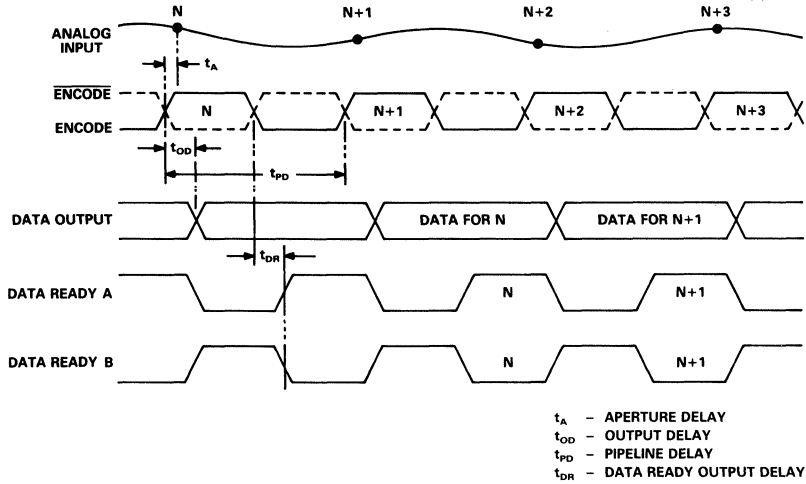 N N+1 N+2 N+3
ANALOG
INPUT
tA
ENCODE
N N+1 N+2 N+3
ENCODE
tOD
tPD
DATA OUTPUT DATA FOR N DATA FOR N+1
tDR
DATA READY A N N+1
DATA READY B N N+1
tA – APERTURE DELAY
tOD – OUTPUT DELAY
tPD – PIPELINE DELAY
tDR – DATA READY OUTPUT DELAY